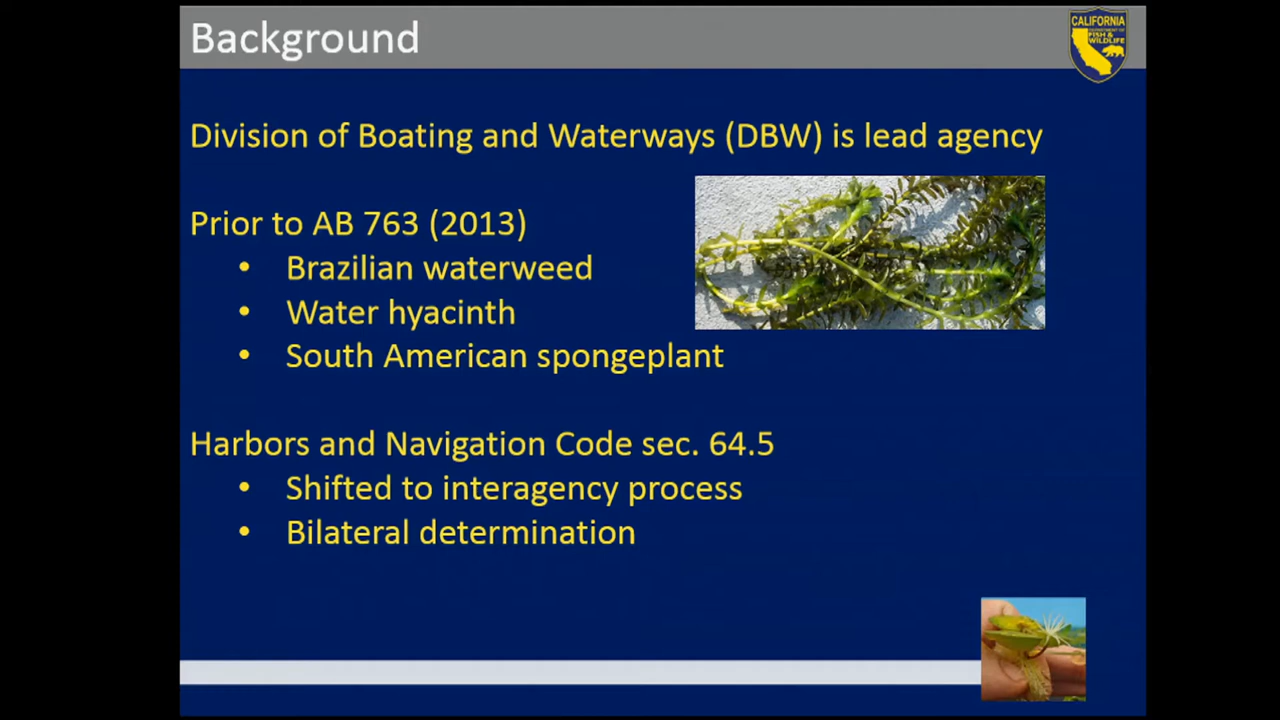 Background
CALIFORNIA
DEPARTMENT OF
FISH &
WILDLIFE
Division of Boating and Waterways (DBW) is lead agency
Prior to AB 763 (2013)
• Brazilian waterweed
• Water hyacinth
• South American spongeplant
Harbors and Navigation Code sec. 64.5
• Shifted to interagency process
• Bilateral determination